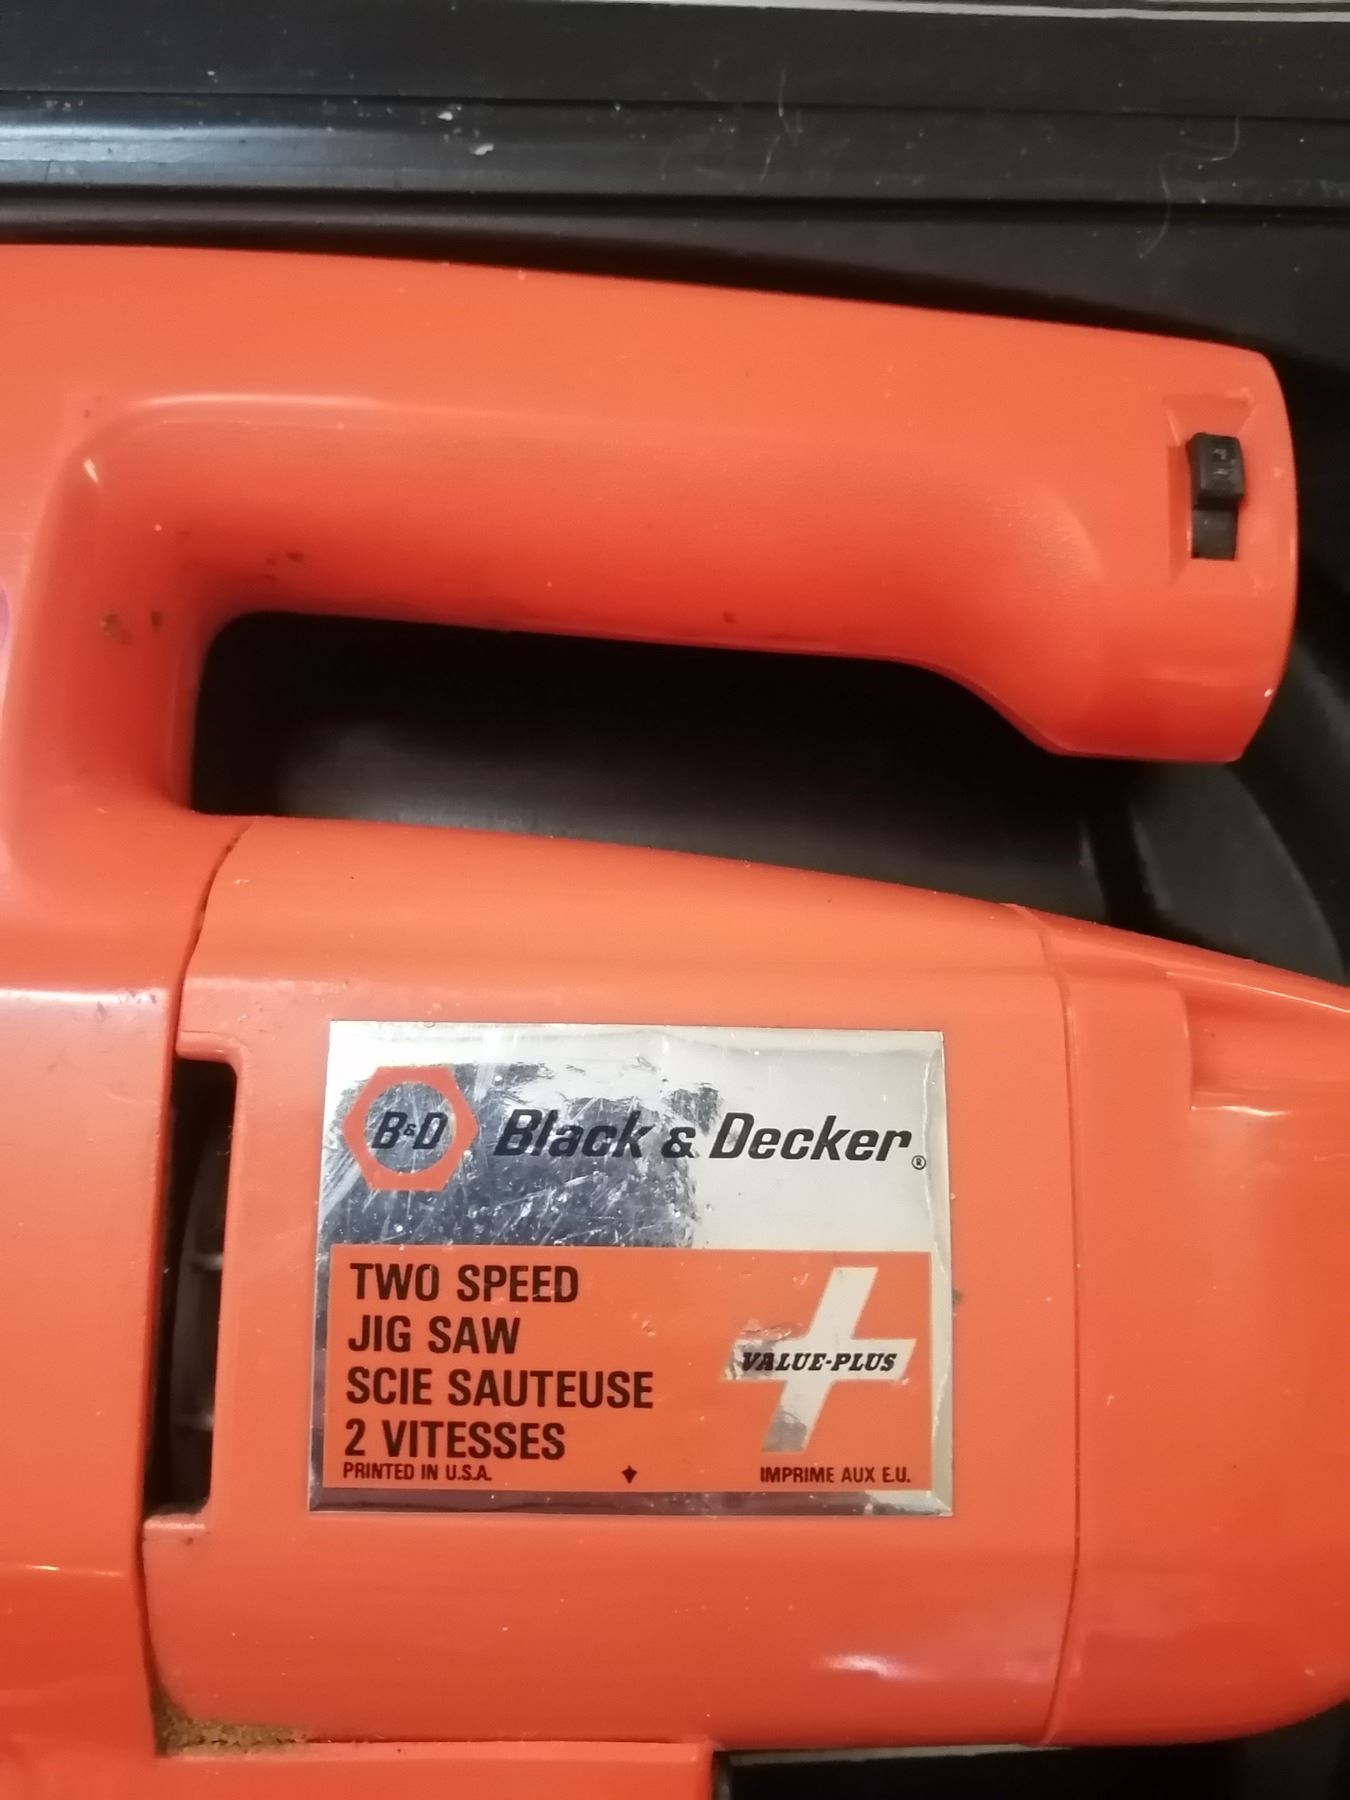 B&D Black & Decker®
TWO SPEED
JIG SAW
SCIE SAUTEUSE
2 VITESSES
VALUE-PLUS
PRINTED IN U.S.A.
IMPRIME AUX E.U.